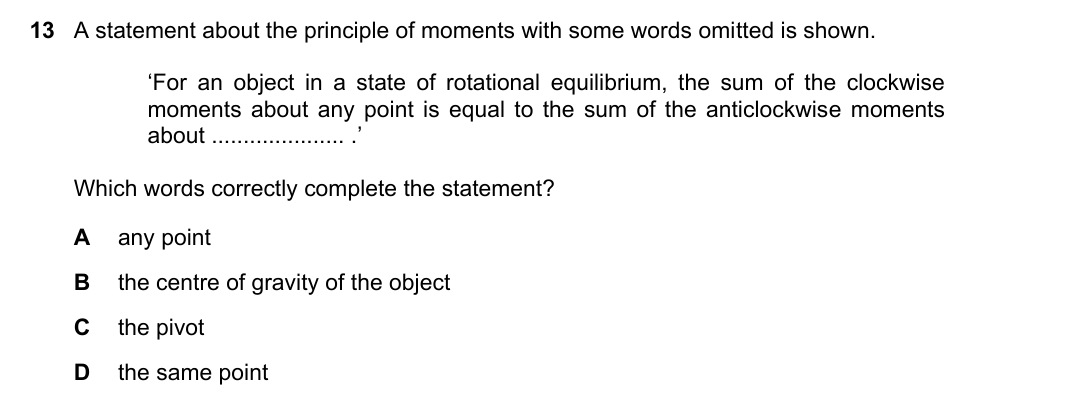 13 A statement about the principle of moments with some words omitted is shown.
‘For an object in a state of rotational equilibrium, the sum of the clockwise
moments about any point is equal to the sum of the anticlockwise moments
about ..................... .’
Which words correctly complete the statement?
A any point
B the centre of gravity of the object
C the pivot
D the same point